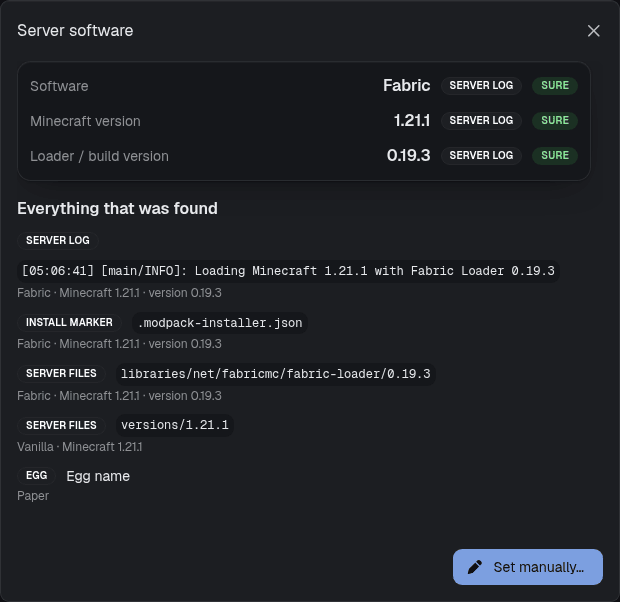 Server software
Software Fabric SERVER LOG SURE
Minecraft version 1.21.1 SERVER LOG SURE
Loader / build version 0.19.3 SERVER LOG SURE
Everything that was found
SERVER LOG
[05:06:41] [main/INFO]: Loading Minecraft 1.21.1 with Fabric Loader 0.19.3
Fabric · Minecraft 1.21.1 · version 0.19.3
INSTALL MARKER .modpack-installer.json
Fabric · Minecraft 1.21.1 · version 0.19.3
SERVER FILES libraries/net/fabricmc/fabric-loader/0.19.3
Fabric · Minecraft 1.21.1 · version 0.19.3
SERVER FILES versions/1.21.1
Vanilla · Minecraft 1.21.1
EGG Egg name
Paper
Set manually...